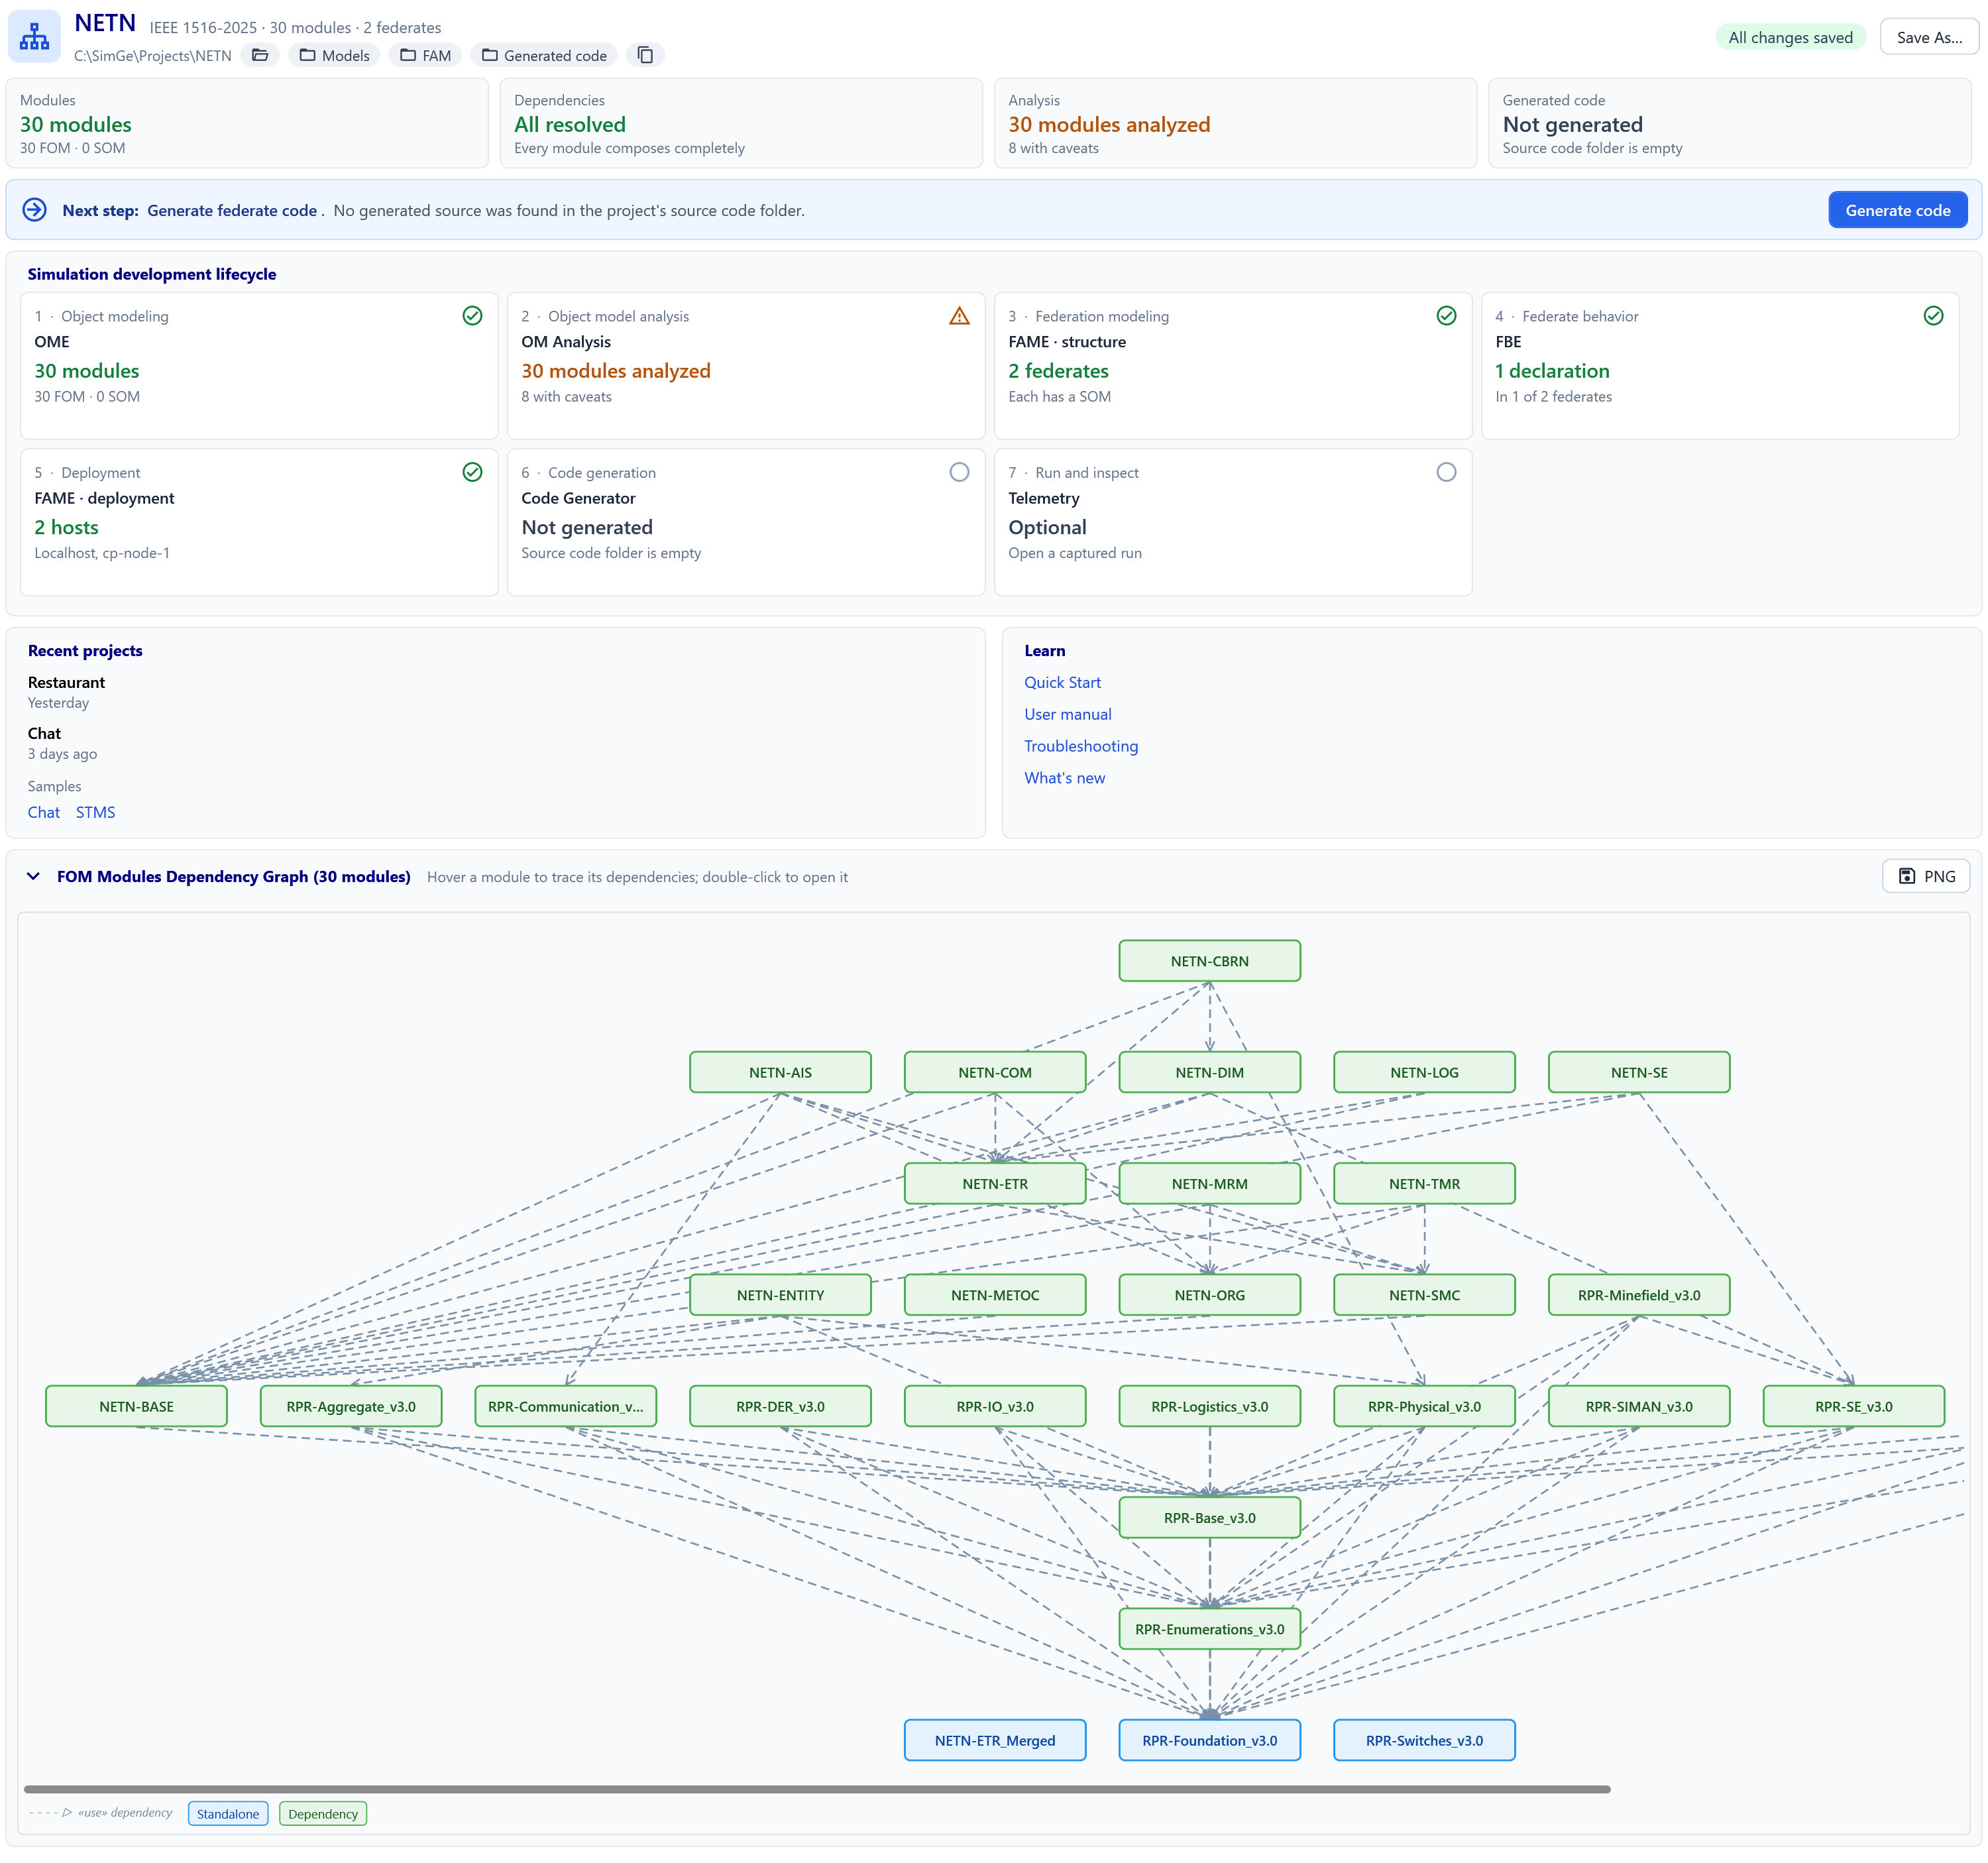 NETN IEEE 1516-2025 · 30 modules · 2 federates
C:\SimGe\Projects\NETN Models FAM Generated code
All changes saved Save As...
Modules
30 modules
30 FOM · 0 SOM
Dependencies
All resolved
Every module composes completely
Analysis
30 modules analyzed
8 with caveats
Generated code
Not generated
Source code folder is empty
Next step: Generate federate code . No generated source was found in the project's source code folder.
Generate code
Simulation development lifecycle
1 · Object modeling
OME
30 modules
30 FOM · 0 SOM
2 · Object model analysis
OM Analysis
30 modules analyzed
8 with caveats
3 · Federation modeling
FAME · structure
2 federates
Each has a SOM
4 · Federate behavior
FBE
1 declaration
In 1 of 2 federates
5 · Deployment
FAME · deployment
2 hosts
Localhost, cp-node-1
6 · Code generation
Code Generator
Not generated
Source code folder is empty
7 · Run and inspect
Telemetry
Optional
Open a captured run
Recent projects
Restaurant
Yesterday
Chat
3 days ago
Samples
Chat STMS
Learn
Quick Start
User manual
Troubleshooting
What's new
FOM Modules Dependency Graph (30 modules) Hover a module to trace its dependencies; double-click to open it
PNG
NETN-CBRN
NETN-AIS NETN-COM NETN-DIM NETN-LOG NETN-SE
NETN-ETR NETN-MRM NETN-TMR
NETN-ENTITY NETN-METOC NETN-ORG NETN-SMC RPR-Minefield_v3.0
NETN-BASE RPR-Aggregate_v3.0 RPR-Communication_v... RPR-DER_v3.0 RPR-IO_v3.0 RPR-Logistics_v3.0 RPR-Physical_v3.0 RPR-SIMAN_v3.0 RPR-SE_v3.0
RPR-Base_v3.0
RPR-Enumerations_v3.0
NETN-ETR_Merged RPR-Foundation_v3.0 RPR-Switches_v3.0
«use» dependency Standalone Dependency